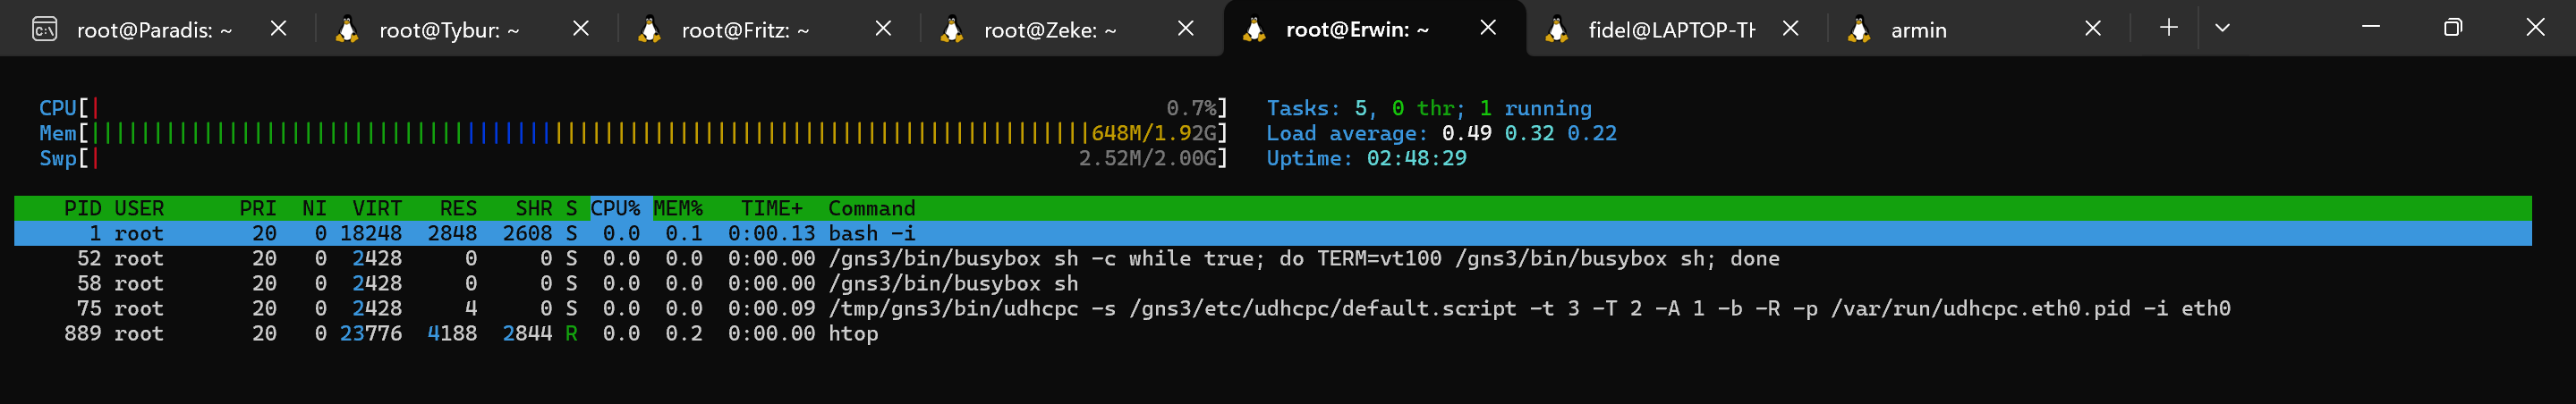 root@Paradis: ~ root@Tybur: ~ root@Fritz: ~ root@Zeke: ~ root@Erwin: ~ fidel@LAPTOP-TH armin
CPU[| 0.7%] Tasks: 5, 0 thr; 1 running
Mem[||||||||||||||||||||||||||||||||||||||||||||||||||||||||||||||||||||||||||||||||648M/1.92G] Load average: 0.49 0.32 0.22
Swp[| 2.52M/2.00G] Uptime: 02:48:29
PID USER PRI NI VIRT RES SHR S CPU% MEM% TIME+ Command
1 root 20 0 18248 2848 2608 S 0.0 0.1 0:00.13 bash -i
52 root 20 0 2428 0 0 S 0.0 0.0 0:00.00 /gns3/bin/busybox sh -c while true; do TERM=vt100 /gns3/bin/busybox sh; done
58 root 20 0 2428 0 0 S 0.0 0.0 0:00.00 /gns3/bin/busybox sh
75 root 20 0 2428 4 0 S 0.0 0.0 0:00.09 /tmp/gns3/bin/udhcpc -s /gns3/etc/udhcpc/default.script -t 3 -T 2 -A 1 -b -R -p /var/run/udhcpc.eth0.pid -i eth0
889 root 20 0 23776 4188 2844 R 0.0 0.2 0:00.00 htop